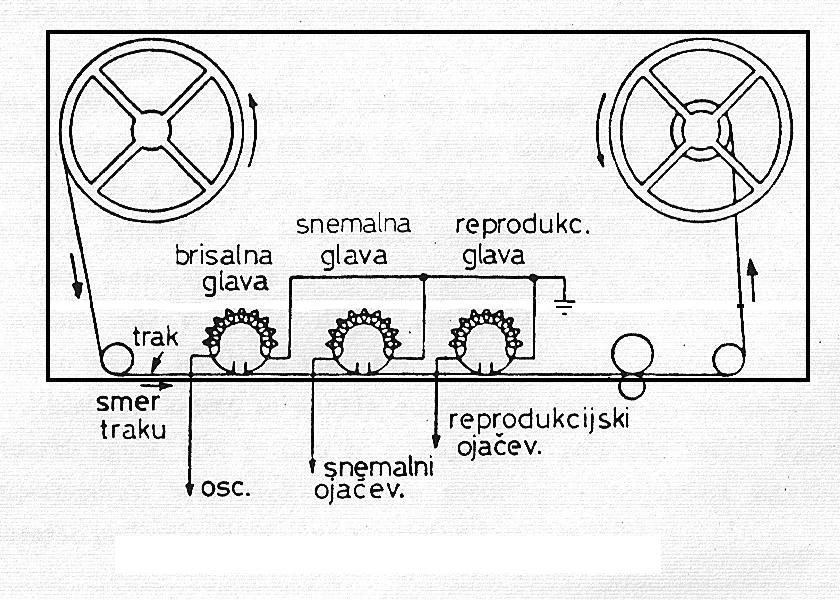 snemalna
glava
reprodukc.
glava
brisalna
glava
trak
smer
traku
reprodukcijski
ojačev.
snemalni
ojačev.
osc.